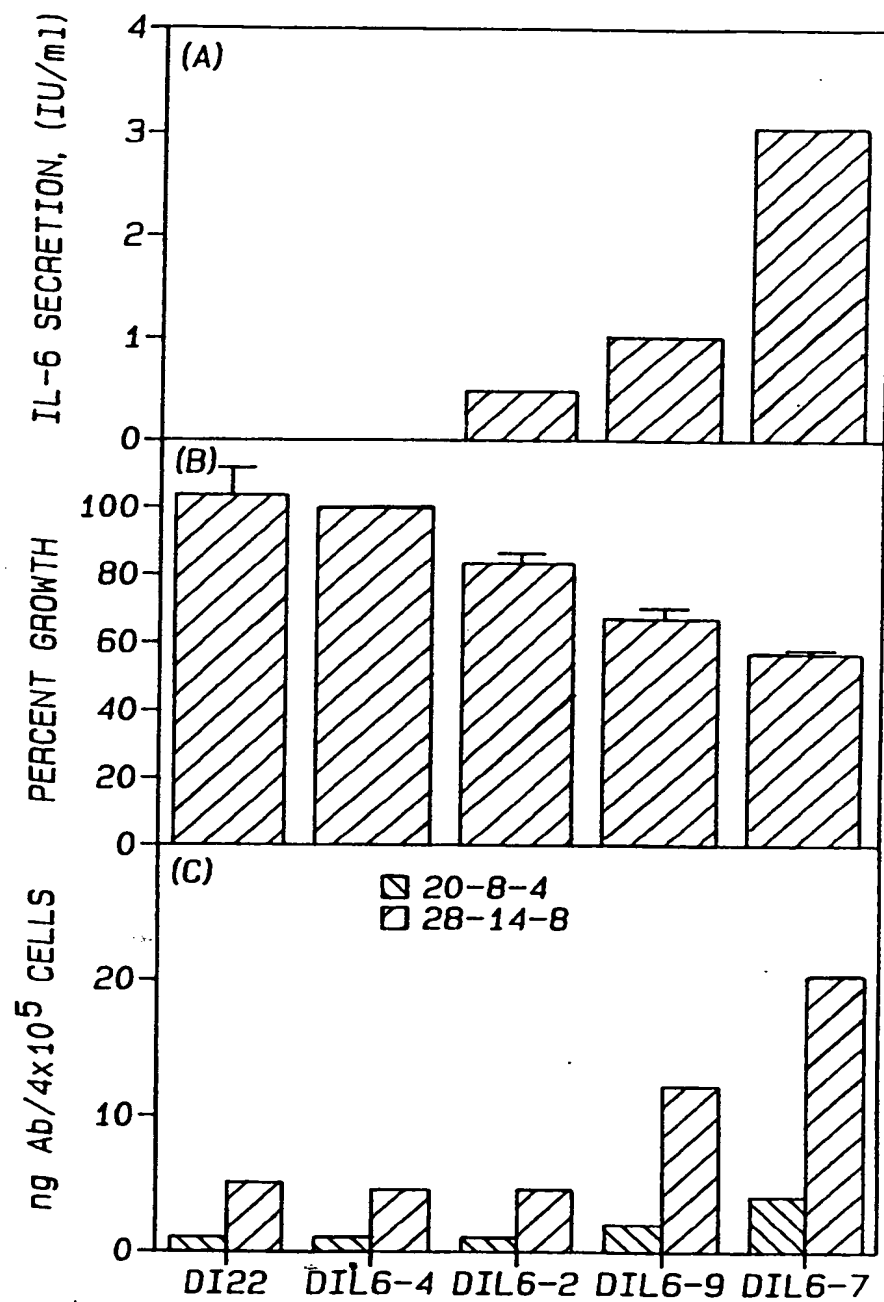 IL-6 SECRETION, (IU/ml)
4
3
2
1
0
(A)
PERCENT GROWTH
100
80
60
40
20
0
(B)
ng Ab/4x10⁵ CELLS
20
10
0
(C)
20-8-4
28-14-8
DI22 DIL6-4 DIL6-2 DIL6-9 DIL6-7